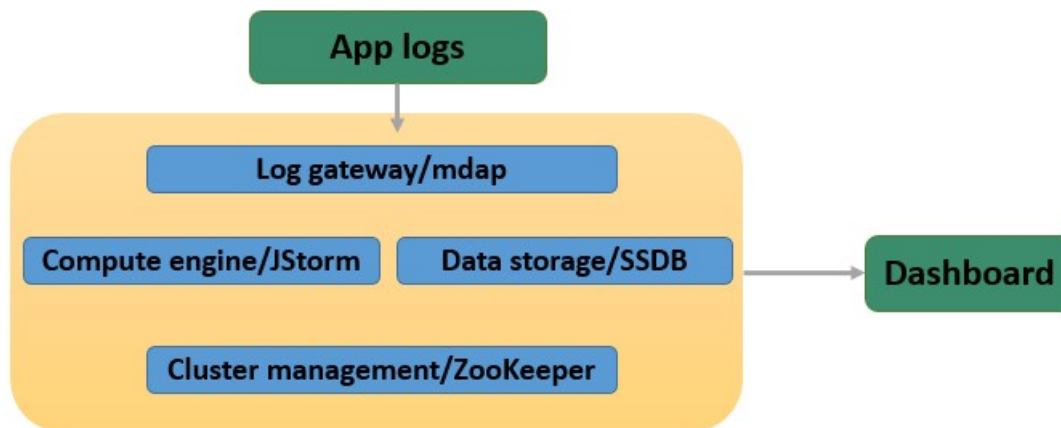 App logs
Log gateway/mdap
Compute engine/JStorm
Data storage/SSDB
Dashboard
Cluster management/ZooKeeper